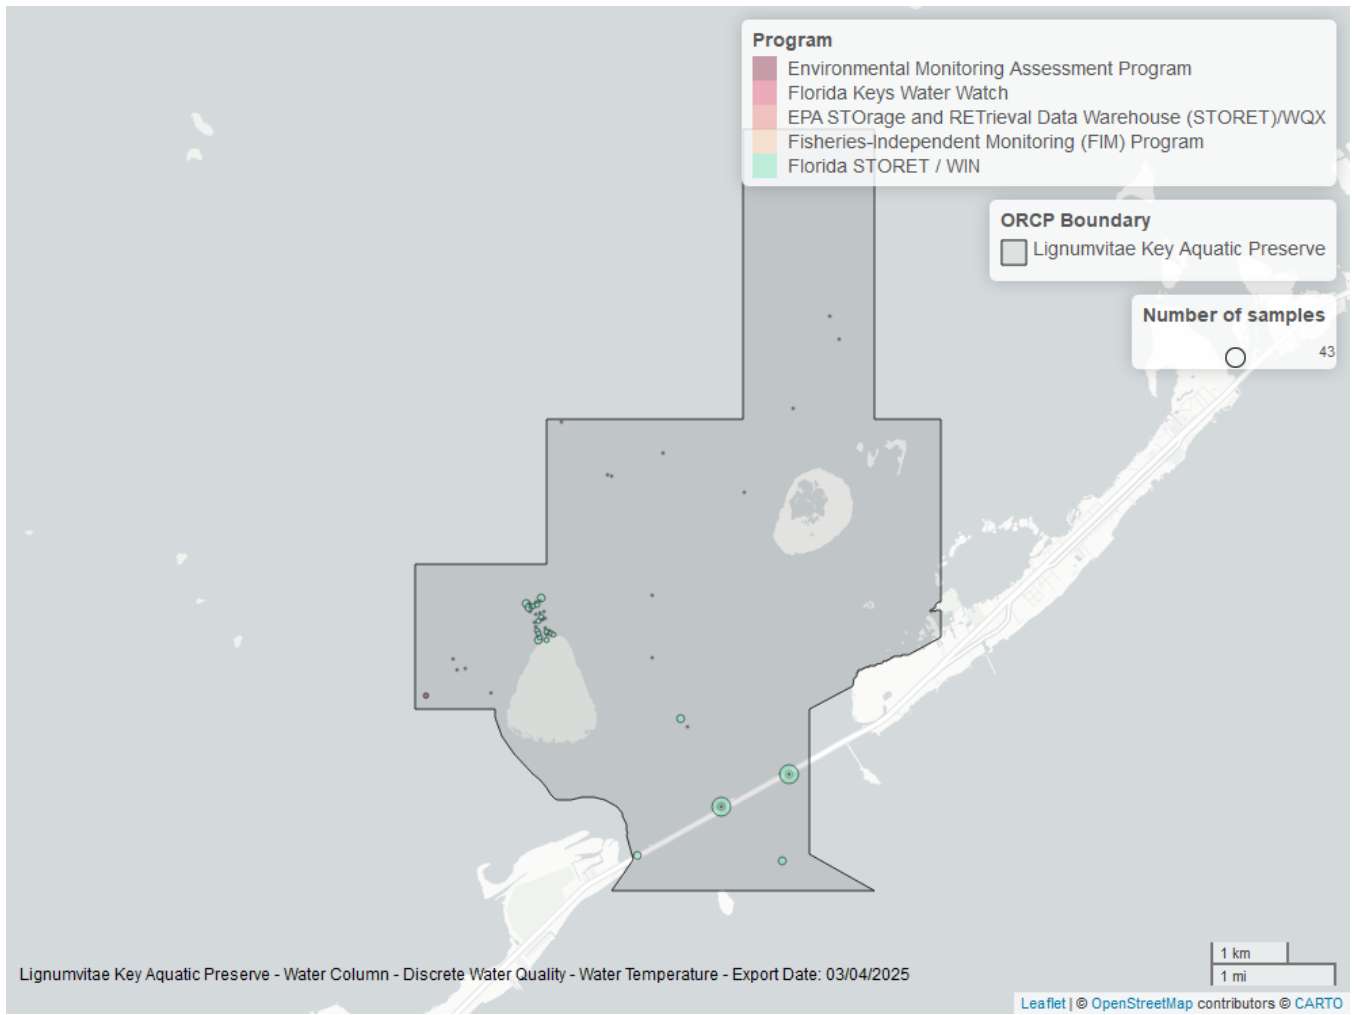 Program
Environmental Monitoring Assessment Program
Florida Keys Water Watch
EPA STOrage and RETrieval Data Warehouse (STORET)/WQX
Fisheries-Independent Monitoring (FIM) Program
Florida STORET / WIN
ORCP Boundary
Lignumvitae Key Aquatic Preserve
Number of samples
43
1 km
1 mi
Lignumvitae Key Aquatic Preserve - Water Column - Discrete Water Quality - Water Temperature - Export Date: 03/04/2025
Leaflet | © OpenStreetMap contributors © CARTO